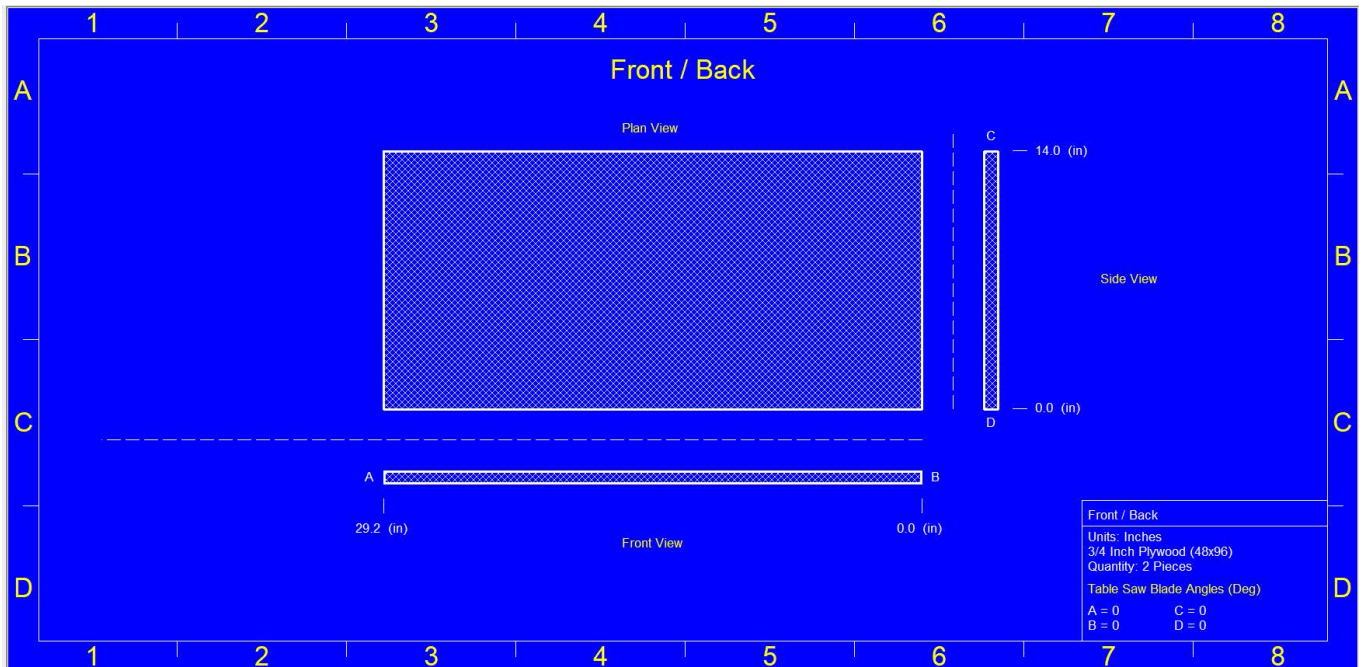 1 2 3 4 5 6 7 8
Front / Back
A A
Plan View
C
14.0 (in)
B B
Side View
0.0 (in)
C C
D
A B
29.2 (in) 0.0 (in)
Front View
Front / Back
Units: Inches
3/4 Inch Plywood (48x96)
Quantity: 2 Pieces
D D
Table Saw Blade Angles (Deg)
A = 0 C = 0
B = 0 D = 0
1 2 3 4 5 6 7 8